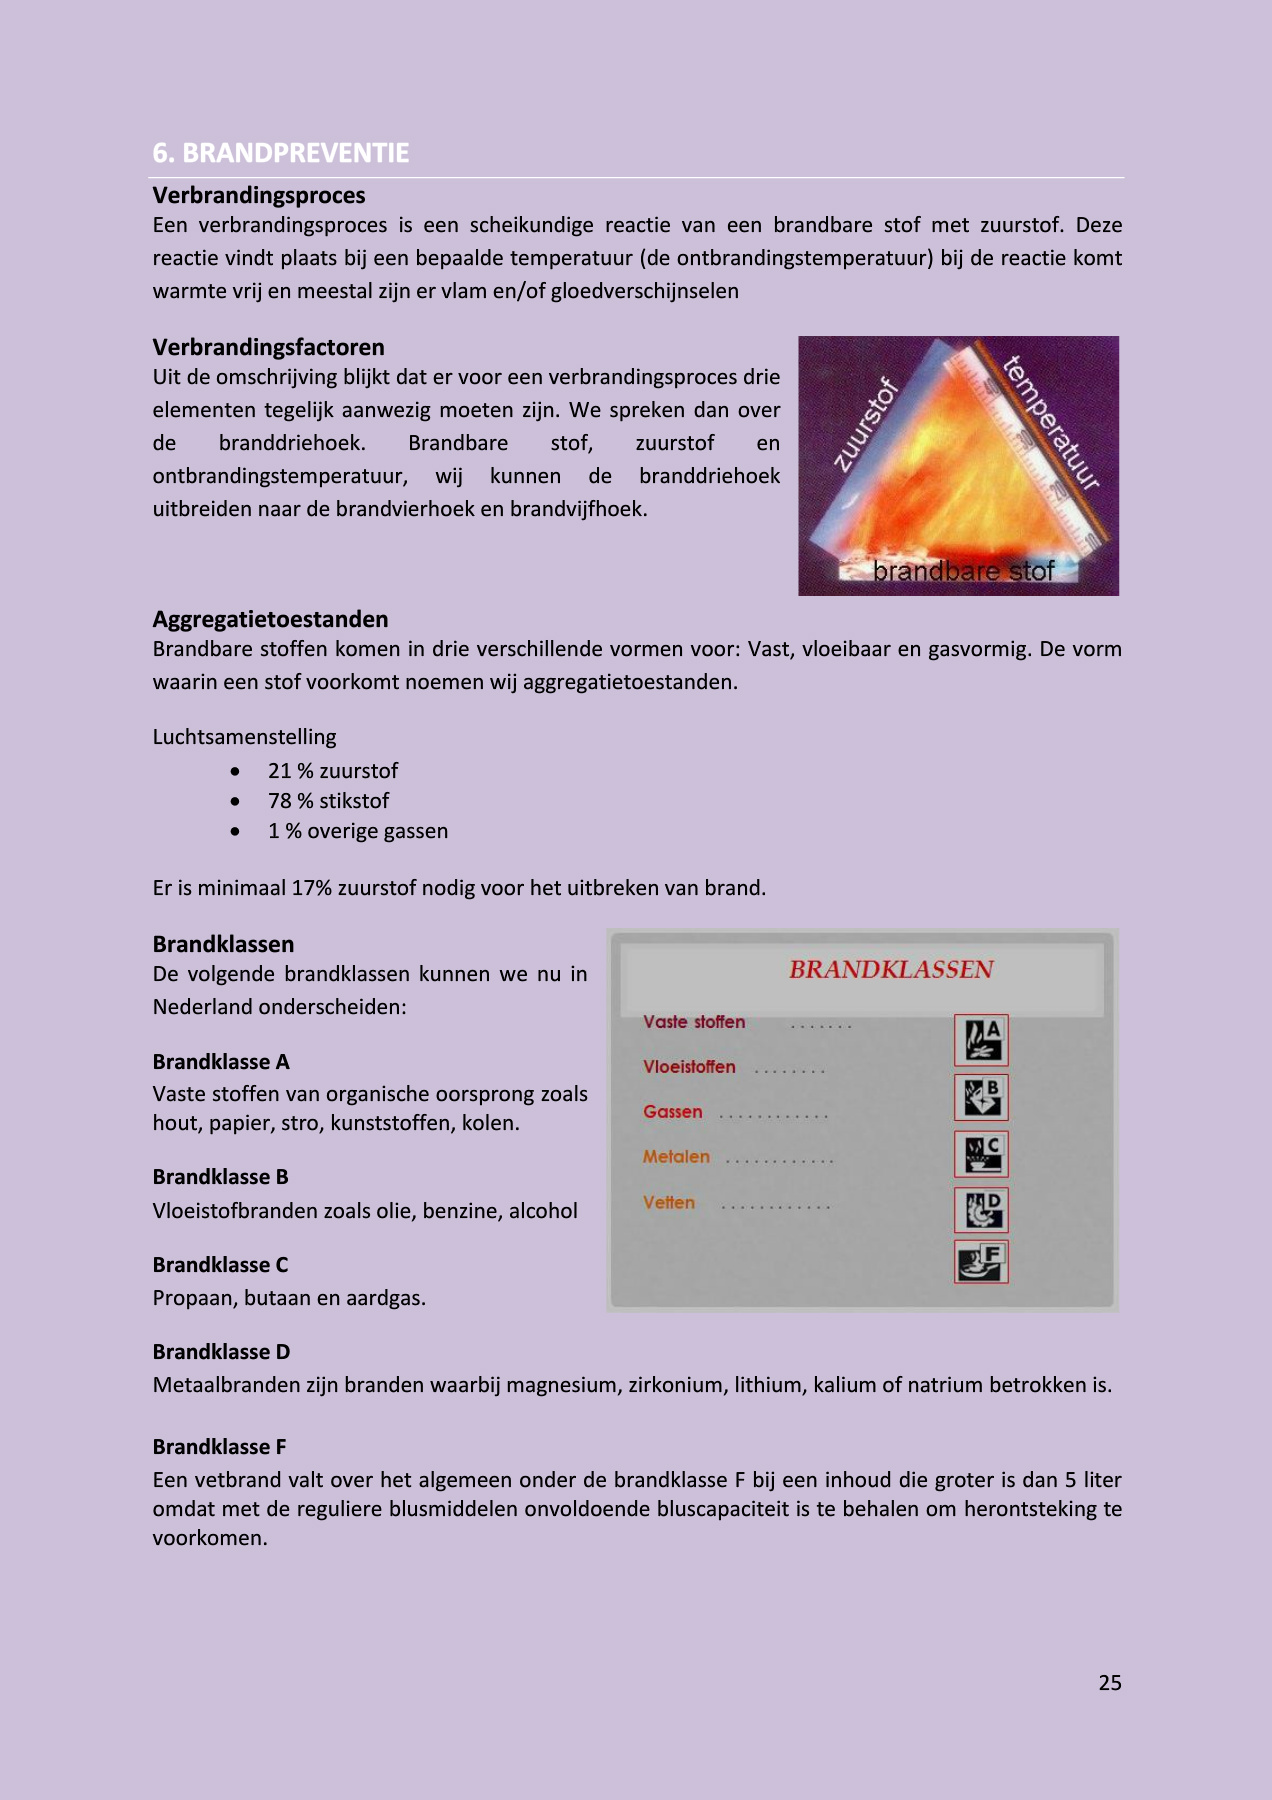 6. BRANDPREVENTIE
Verbrandingsproces
Een verbrandingsproces is een scheikundige reactie van een brandbare stof met zuurstof. Deze
reactie vindt plaats bij een bepaalde temperatuur (de ontbrandingstemperatuur) bij de reactie komt
warmte vrij en meestal zijn er vlam en/of gloedverschijnselen
Verbrandingsfactoren
Uit de omschrijving blijkt dat er voor een verbrandingsproces drie
elementen tegelijk aanwezig moeten zijn. We spreken dan over
de branddriehoek. Brandbare stof, zuurstof en
ontbrandingstemperatuur, wij kunnen de branddriehoek
uitbreiden naar de brandvierhoek en brandvijfhoek.
zuurstof
temperatuur
brandbare stof
Aggregatietoestanden
Brandbare stoffen komen in drie verschillende vormen voor: Vast, vloeibaar en gasvormig. De vorm
waarin een stof voorkomt noemen wij aggregatietoestanden.
Luchtsamenstelling
• 21 % zuurstof
• 78 % stikstof
• 1 % overige gassen
Er is minimaal 17% zuurstof nodig voor het uitbreken van brand.
Brandklassen
De volgende brandklassen kunnen we nu in
Nederland onderscheiden:
Brandklasse A
Vaste stoffen van organische oorsprong zoals
hout, papier, stro, kunststoffen, kolen.
Brandklasse B
Vloeistofbranden zoals olie, benzine, alcohol
Brandklasse C
Propaan, butaan en aardgas.
BRANDKLASSEN
Vaste stoffen ....... A
Vloeistoffen ........ B
Gassen ............ C
Metalen ............ D
Vetten ............ F
Brandklasse D
Metaalbranden zijn branden waarbij magnesium, zirkonium, lithium, kalium of natrium betrokken is.
Brandklasse F
Een vetbrand valt over het algemeen onder de brandklasse F bij een inhoud die groter is dan 5 liter
omdat met de reguliere blusmiddelen onvoldoende bluscapaciteit is te behalen om herontsteking te
voorkomen.
25